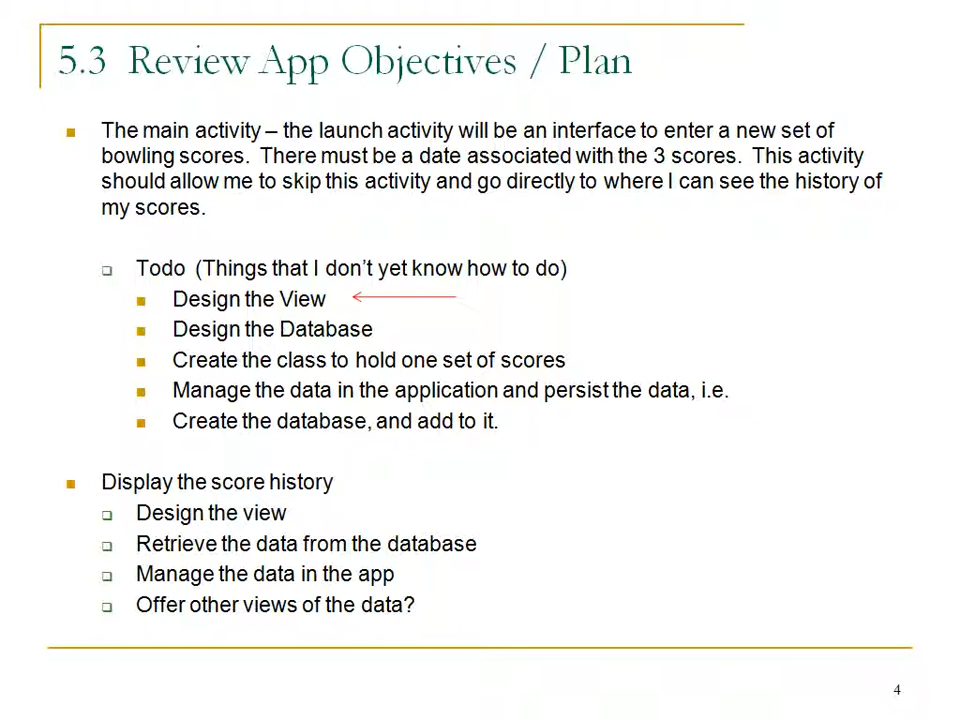 5.3 Review App Objectives / Plan
The main activity – the launch activity will be an interface to enter a new set of
bowling scores. There must be a date associated with the 3 scores. This activity
should allow me to skip this activity and go directly to where I can see the history of
my scores.
Todo (Things that I don't yet know how to do)
Design the View
Design the Database
Create the class to hold one set of scores
Manage the data in the application and persist the data, i.e.
Create the database, and add to it.
Display the score history
Design the view
Retrieve the data from the database
Manage the data in the app
Offer other views of the data?
4